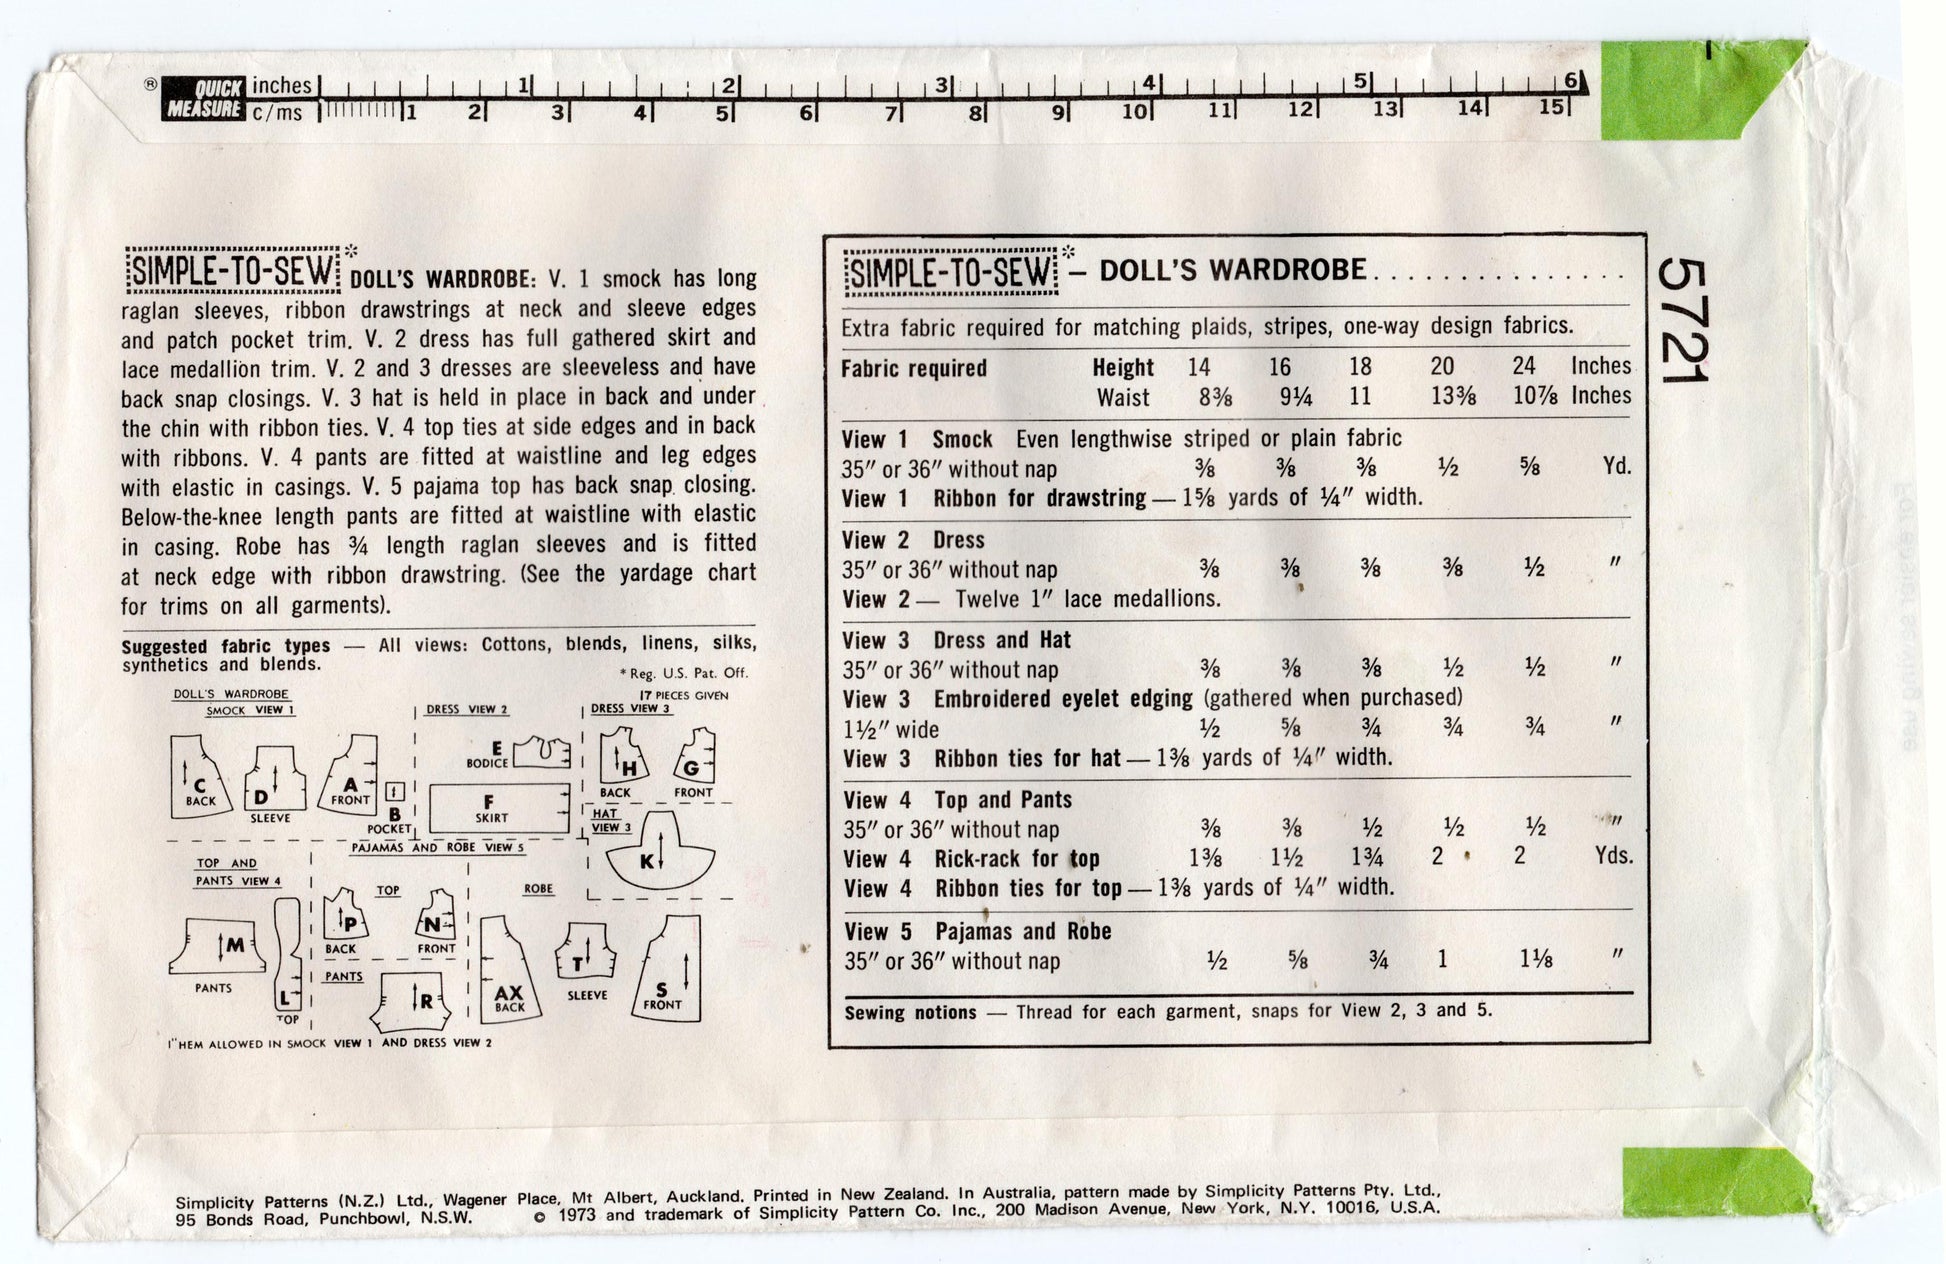 ® QUICK MEASURE inches 1 2 3 4 5 6
c/ms 1 2 3 4 5 6 7 8 9 10 11 12 13 14 15
SIMPLE-TO-SEW* DOLL'S WARDROBE: V. 1 smock has long
raglan sleeves, ribbon drawstrings at neck and sleeve edges
and patch pocket trim. V. 2 dress has full gathered skirt and
lace medallion trim. V. 2 and 3 dresses are sleeveless and have
back snap closings. V. 3 hat is held in place in back and under
the chin with ribbon ties. V. 4 top ties at side edges and in back
with ribbons. V. 4 pants are fitted at waistline and leg edges
with elastic in casings. V. 5 pajama top has back snap closing.
Below-the-knee length pants are fitted at waistline with elastic
in casing. Robe has ¾ length raglan sleeves and is fitted
at neck edge with ribbon drawstring. (See the yardage chart
for trims on all garments).
Suggested fabric types — All views: Cottons, blends, linens, silks,
synthetics and blends.
* Reg. U.S. Pat. Off.
DOLL'S WARDROBE
17 PIECES GIVEN
SMOCK VIEW 1
DRESS VIEW 2
DRESS VIEW 3
C
BACK
D
SLEEVE
A
FRONT
B
POCKET
E
BODICE
F
SKIRT
H
BACK
G
FRONT
HAT
VIEW 3
K
TOP AND
PANTS VIEW 4
M
PANTS
L
TOP
PAJAMAS AND ROBE VIEW 5
TOP
P
BACK
N
FRONT
PANTS
R
ROBE
AX
BACK
T
SLEEVE
S
FRONT
1" HEM ALLOWED IN SMOCK VIEW 1 AND DRESS VIEW 2
SIMPLE-TO-SEW* – DOLL'S WARDROBE...............
Extra fabric required for matching plaids, stripes, one-way design fabrics.
Fabric required Height 14 16 18 20 24 Inches
Waist 8⅜ 9¼ 11 13⅜ 10⅞ Inches
View 1 Smock Even lengthwise striped or plain fabric
35" or 36" without nap ⅜ ⅜ ⅜ ½ ⅝ Yd.
View 1 Ribbon for drawstring — 1⅝ yards of ¼" width.
View 2 Dress
35" or 36" without nap ⅜ ⅜ ⅜ ⅜ ½ "
View 2 — Twelve 1" lace medallions.
View 3 Dress and Hat
35" or 36" without nap ⅜ ⅜ ⅜ ½ ½ "
View 3 Embroidered eyelet edging (gathered when purchased)
1½" wide ½ ⅝ ¾ ¾ ¾ "
View 3 Ribbon ties for hat — 1⅜ yards of ¼" width.
View 4 Top and Pants
35" or 36" without nap ⅜ ⅜ ½ ½ ½ "
View 4 Rick-rack for top 1⅜ 1½ 1¾ 2 2 Yds.
View 4 Ribbon ties for top — 1⅜ yards of ¼" width.
View 5 Pajamas and Robe
35" or 36" without nap ½ ⅝ ¾ 1 1⅛ "
Sewing notions — Thread for each garment, snaps for View 2, 3 and 5.
5721
Simplicity Patterns (N.Z.) Ltd., Wagener Place, Mt Albert, Auckland. Printed in New Zealand. In Australia, pattern made by Simplicity Patterns Pty. Ltd.,
95 Bonds Road, Punchbowl, N.S.W. © 1973 and trademark of Simplicity Pattern Co. Inc., 200 Madison Avenue, New York, N.Y. 10016, U.S.A.